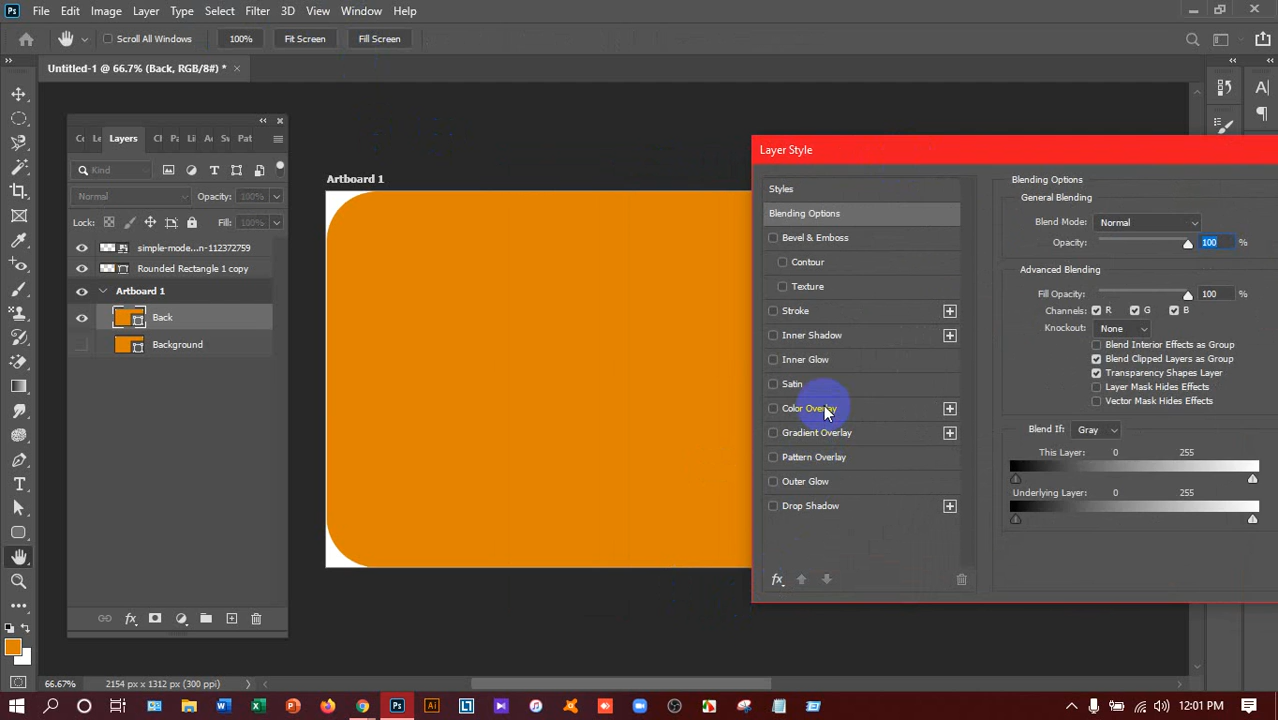 Ps File Edit Image Layer Type Select Filter 3D View Window Help
Scroll All Windows 100% Fit Screen Fill Screen
Untitled-1 @ 66.7% (Back, RGB/8#) * ×
Layers Pat
Kind
Normal Opacity: 100%
Lock: Fill: 100%
simple-mode...n-112372759
Rounded Rectangle 1 copy
Artboard 1
Back
Background
fx
Artboard 1
Layer Style
Styles
Blending Options
Bevel & Emboss
Contour
Texture
Stroke
Inner Shadow
Inner Glow
Satin
Color Overlay
Gradient Overlay
Pattern Overlay
Outer Glow
Drop Shadow
fx
Blending Options
General Blending
Blend Mode: Normal
Opacity: 100 %
Advanced Blending
Fill Opacity: 100 %
Channels: R G B
Knockout: None
Blend Interior Effects as Group
Blend Clipped Layers as Group
Transparency Shapes Layer
Layer Mask Hides Effects
Vector Mask Hides Effects
Blend If: Gray
This Layer: 0 255
Underlying Layer: 0 255
66.67% 2154 px x 1312 px (300 ppi)
12:01 PM